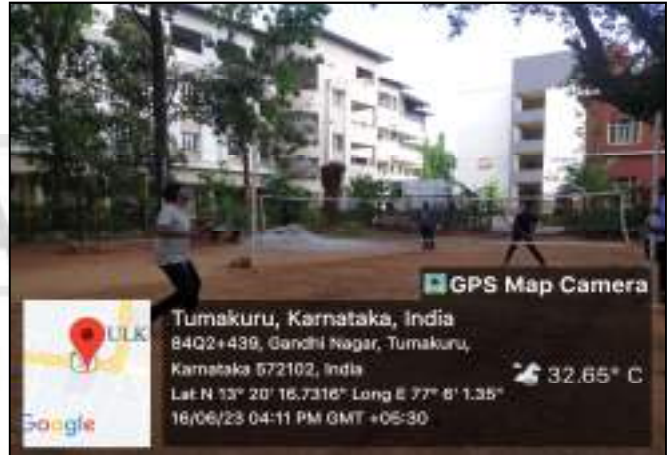 GPS Map Camera
Tumakuru, Karnataka, India
84Q2+439, Gandhi Nagar, Tumakuru,
Karnataka 572102, India
32.65° C
Lat N 13° 20' 16.7316" Long E 77° 6' 1.35"
16/06/23 04:11 PM GMT +05:30
ULK
Google